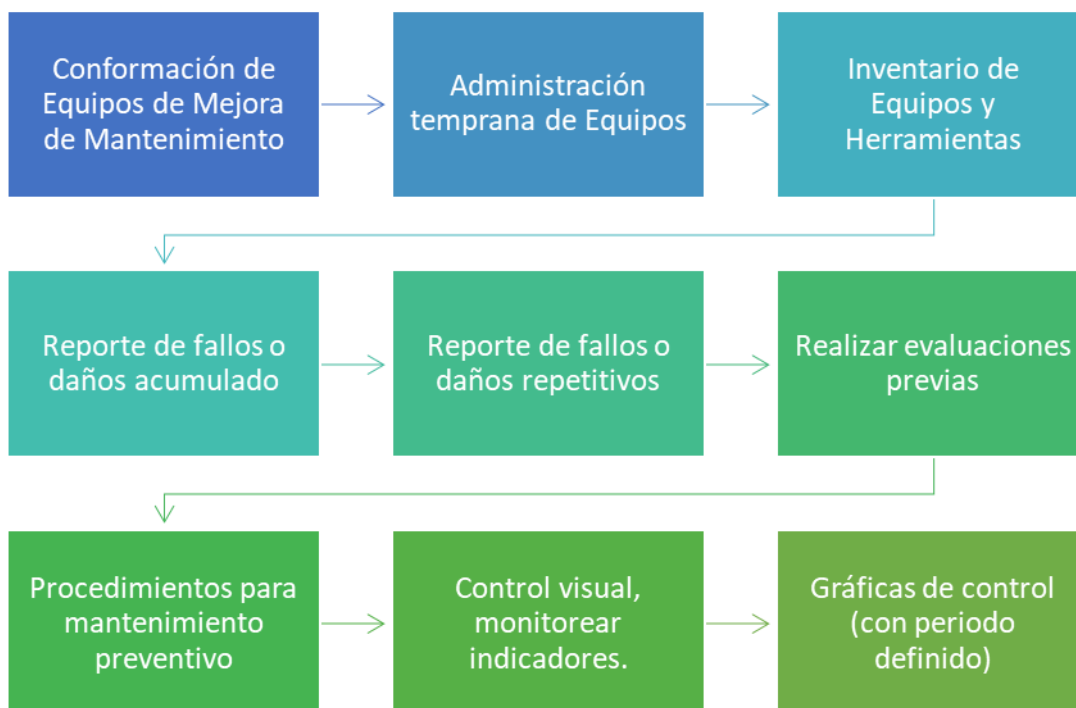 Conformación de
Equipos de Mejora
de Mantenimiento
Administración
temprana de Equipos
Inventario de
Equipos y
Herramientas
Reporte de fallos o
daños acumulado
Reporte de fallos o
daños repetitivos
Realizar evaluaciones
previas
Procedimientos para
mantenimiento
preventivo
Control visual,
monitorear
indicadores.
Gráficas de control
(con periodo
definido)